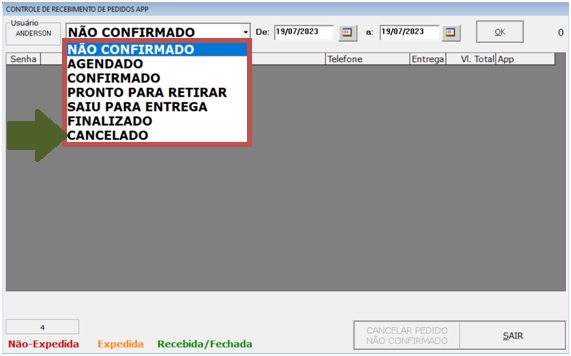 CONTROLE DE RECEBIMENTO DE PEDIDOS APP
Usuário
ANDERSON
NÃO CONFIRMADO
De: 19/07/2023 a: 19/07/2023 OK 0
NÃO CONFIRMADO
AGENDADO
CONFIRMADO
PRONTO PARA RETIRAR
SAIU PARA ENTREGA
FINALIZADO
CANCELADO
Senha Telefone Entrega Vl. Total App
4
Não-Expedida Expedida Recebida/Fechada
CANCELAR PEDIDO
NÃO CONFIRMADO
SAIR